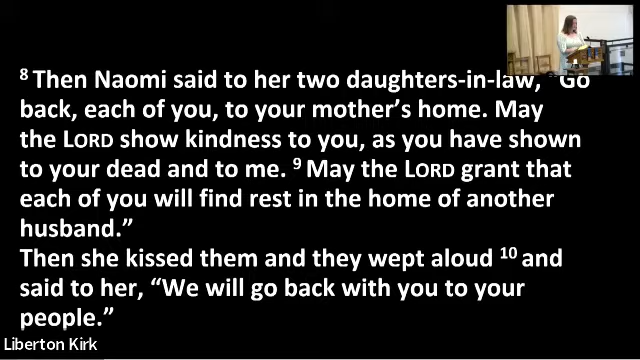 8 Then Naomi said to her two daughters-in-law, “Go
back, each of you, to your mother’s home. May
the LORD show kindness to you, as you have shown
to your dead and to me. 9 May the LORD grant that
each of you will find rest in the home of another
husband.”
Then she kissed them and they wept aloud 10 and
said to her, “We will go back with you to your
people.”
Liberton Kirk